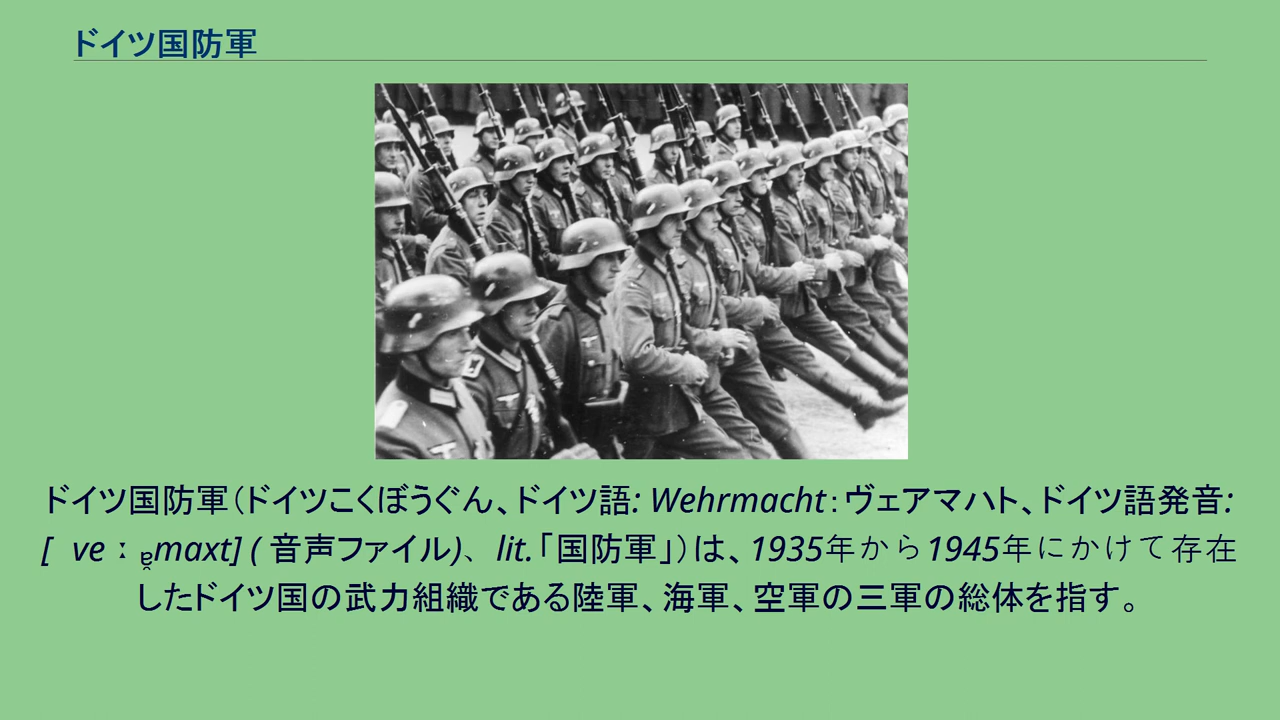 ドイツ国防軍
ドイツ国防軍（ドイツこくぼうぐん、ドイツ語: Wehrmacht：ヴェアマハト、ドイツ語発音:
[ ve ː ɐ̯maxt] ( 音声ファイル)、 lit.「国防軍」）は、1935年から1945年にかけて存在
したドイツ国の武力組織である陸軍、海軍、空軍の三軍の総体を指す。